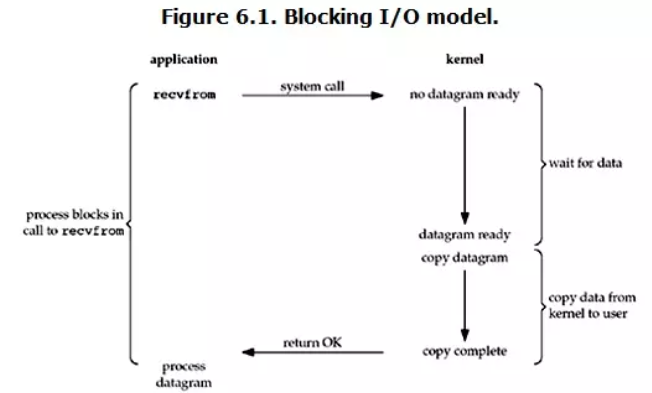 Figure 6.1. Blocking I/O model.
application
kernel
recvfrom
system call
no datagram ready
wait for data
process blocks in
call to recvfrom
datagram ready
copy datagram
copy data from
kernel to user
return OK
copy complete
process
datagram